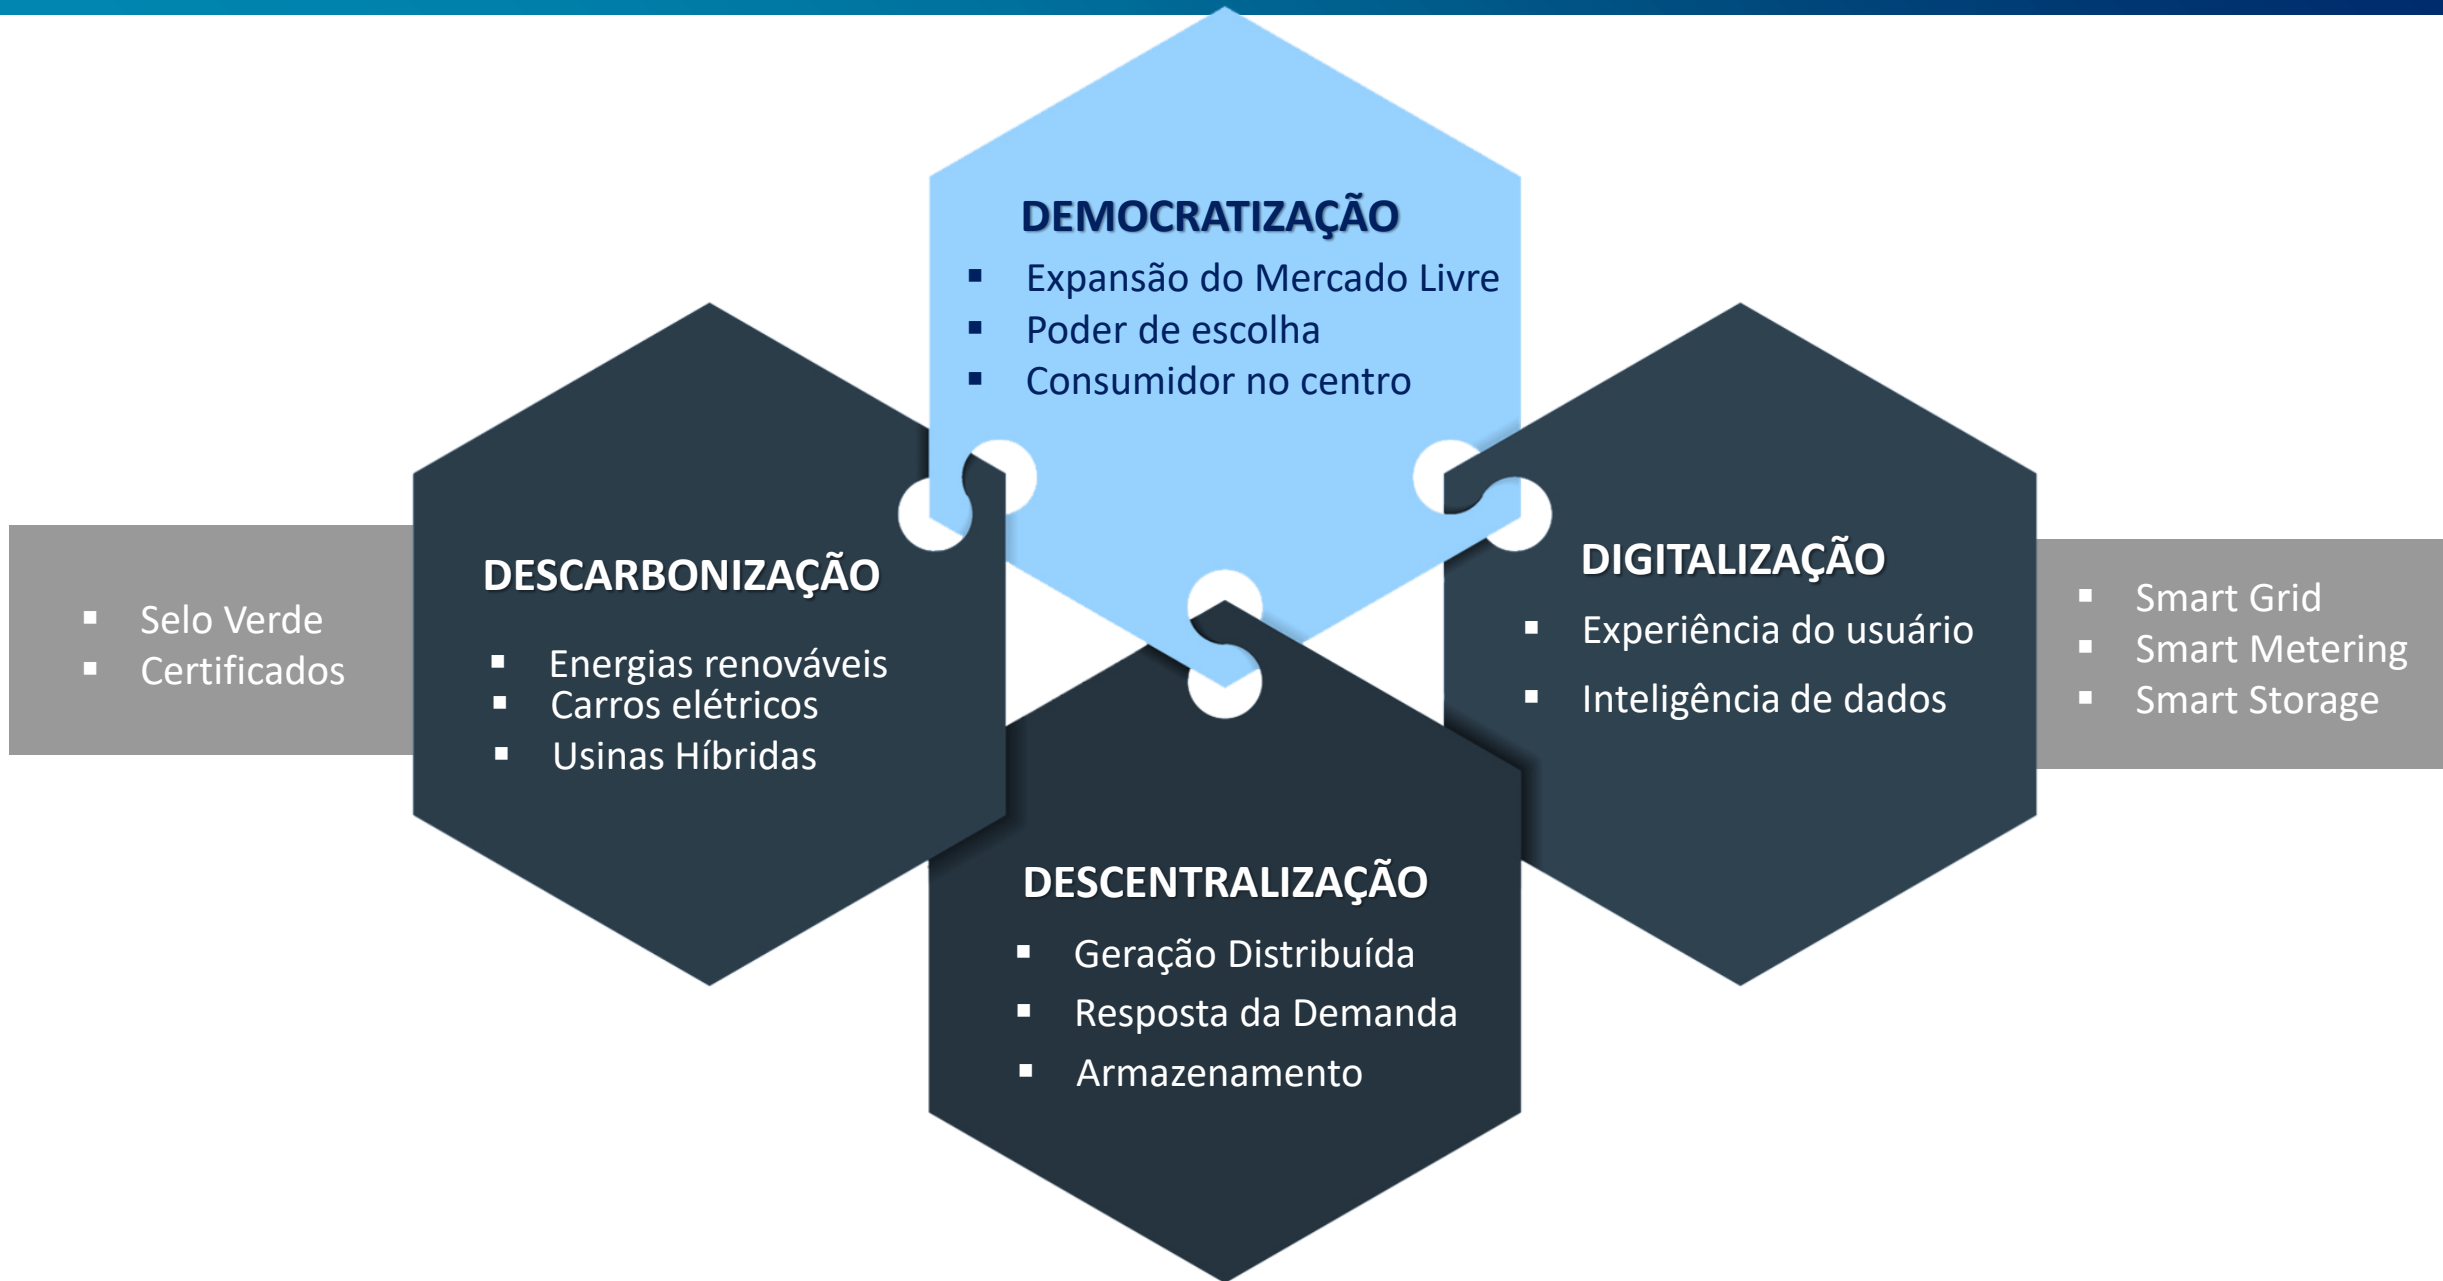 DEMOCRATIZAÇÃO
▪ Expansão do Mercado Livre
▪ Poder de escolha
▪ Consumidor no centro
▪ Selo Verde
▪ Certificados
DESCARBONIZAÇÃO
▪ Energias renováveis
▪ Carros elétricos
▪ Usinas Híbridas
DIGITALIZAÇÃO
▪ Experiência do usuário
▪ Inteligência de dados
▪ Smart Grid
▪ Smart Metering
▪ Smart Storage
DESCENTRALIZAÇÃO
▪ Geração Distribuída
▪ Resposta da Demanda
▪ Armazenamento